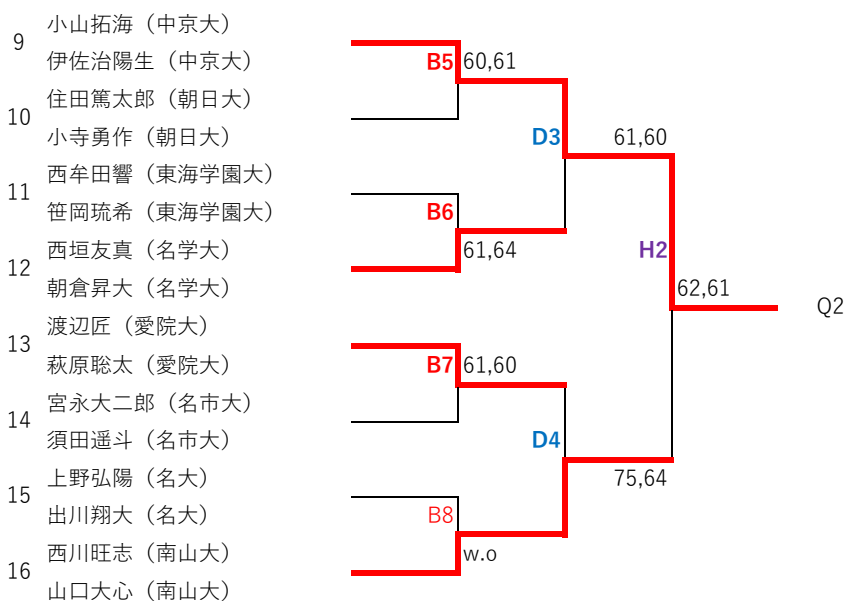 小山拓海（中京大）
9
伊佐治陽生（中京大）
B5 60,61
住田篤太郎（朝日大）
10
小寺勇作（朝日大）
D3 61,60
西牟田響（東海学園大）
11
笹岡琉希（東海学園大）
B6
西垣友真（名学大）
61,64
H2
12
朝倉昇大（名学大）
62,61
Q2
渡辺匠（愛院大）
13
萩原聡太（愛院大）
B7 61,60
宮永大二郎（名市大）
14
須田遥斗（名市大）
D4
上野弘陽（名大）
75,64
15
出川翔大（名大）
B8
西川旺志（南山大）
w.o
16
山口大心（南山大）